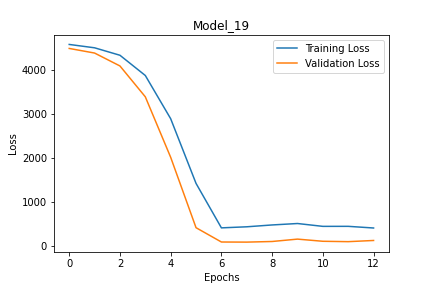 Model_19
Training Loss
Validation Loss
4000
3000
2000
1000
0
Loss
0 2 4 6 8 10 12
Epochs